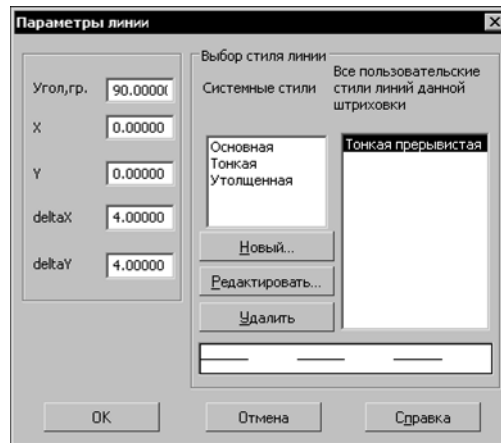 Параметры линии
Угол,гр. 90.0000
X 0.00000
Y 0.00000
deltaX 4.00000
deltaY 4.00000
Выбор стиля линии
Системные стили
Основная
Тонкая
Утолщенная
Новый...
Редактировать...
Удалить
Все пользовательские
стили линий данной
штриховки
Тонкая прерывистая
OK
Отмена
Справка